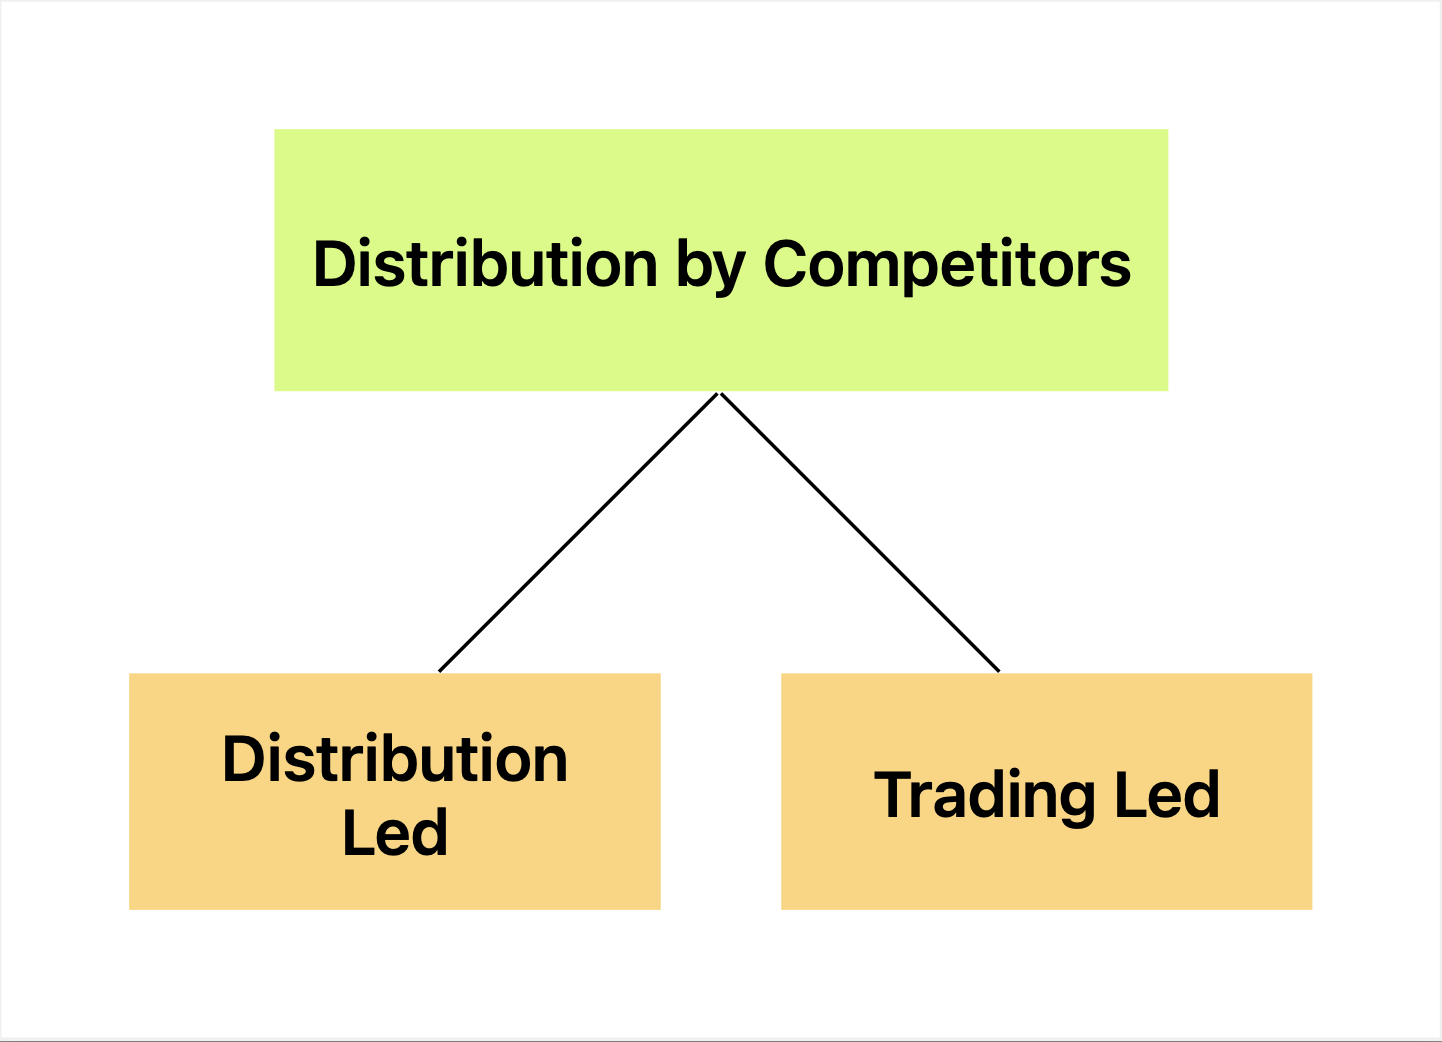 Distribution by Competitors
Distribution
Led
Trading Led